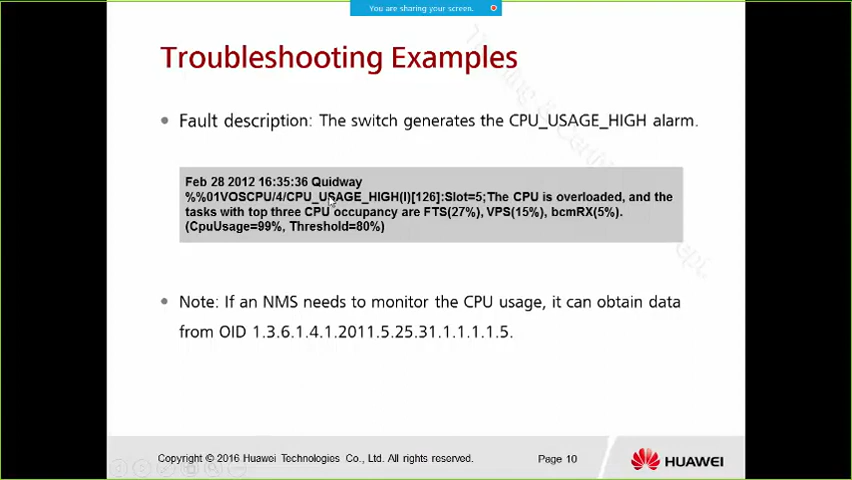 You are sharing your screen.
Troubleshooting Examples
Fault description: The switch generates the CPU_USAGE_HIGH alarm.
Feb 28 2012 16:35:36 Quidway
%%01VOSCPU/4/CPU_USAGE_HIGH(l)[126]:Slot=5;The CPU is overloaded, and the
tasks with top three CPU occupancy are FTS(27%), VPS(15%), bcmRX(5%).
(CpuUsage=99%, Threshold=80%)
Note: If an NMS needs to monitor the CPU usage, it can obtain data
from OID 1.3.6.1.4.1.2011.5.25.31.1.1.1.1.5.
Copyright © 2016 Huawei Technologies Co., Ltd. All rights reserved.
Page 10
HUAWEI